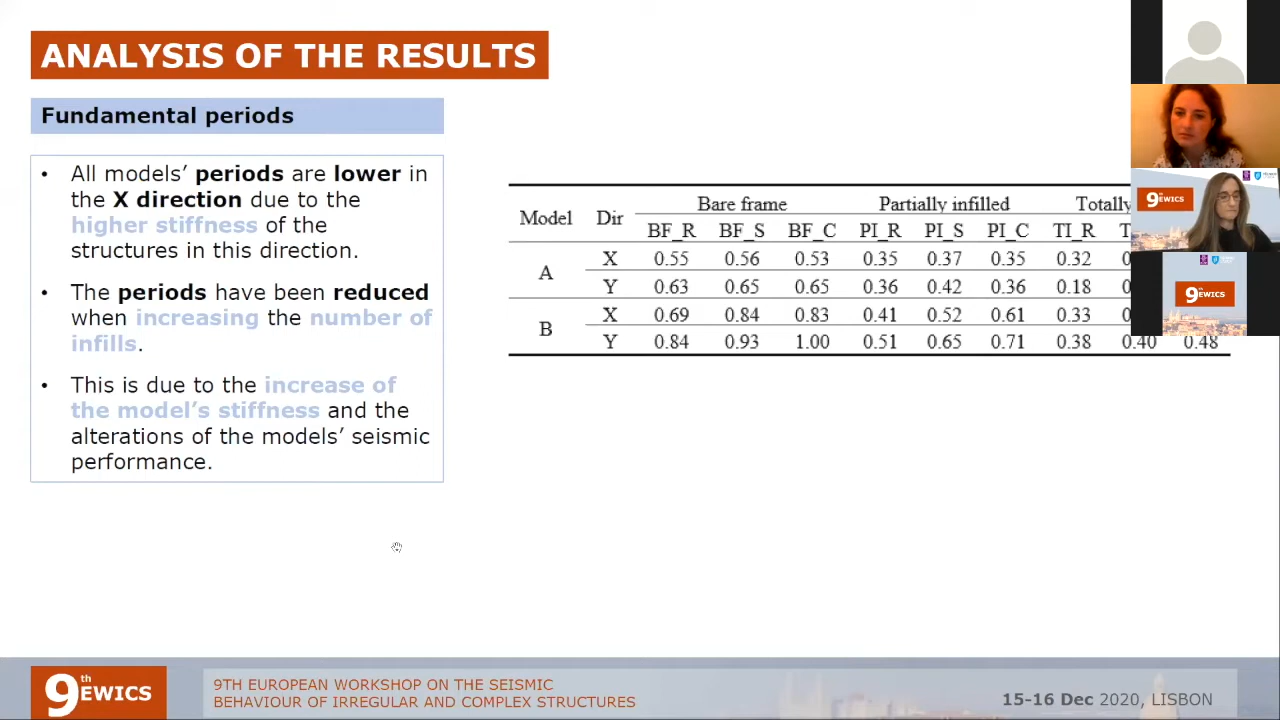 ANALYSIS OF THE RESULTS
Fundamental periods
• All models’ periods are lower in
the X direction due to the
higher stiffness of the
structures in this direction.
• The periods have been reduced
when increasing the number of
infills.
• This is due to the increase of
the model’s stiffness and the
alterations of the models’ seismic
performance.
Model Dir Bare frame Partially infilled
BF_R BF_S BF_C PI_R PI_S PI_C TI_R
A X 0.55 0.56 0.53 0.35 0.37 0.35 0.32
Y 0.63 0.65 0.65 0.36 0.42 0.36 0.18
B X 0.69 0.84 0.83 0.41 0.52 0.61 0.33
Y 0.84 0.93 1.00 0.51 0.65 0.71 0.38 0.40 0.48
9th EWICS
9 EWICS
9th EWICS
9TH EUROPEAN WORKSHOP ON THE SEISMIC
BEHAVIOUR OF IRREGULAR AND COMPLEX STRUCTURES
15-16 Dec 2020, LISBON